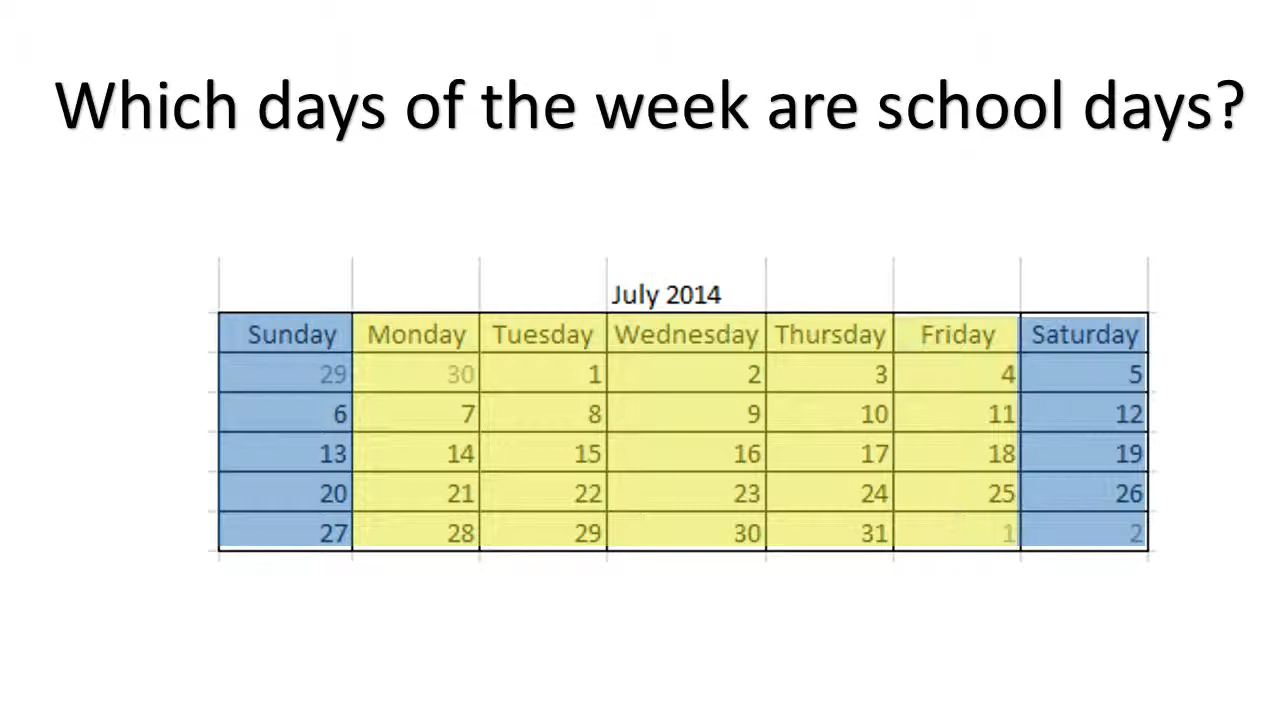 Which days of the week are school days?
July 2014
Sunday Monday Tuesday Wednesday Thursday Friday Saturday
29 30 1 2 3 4 5
6 7 8 9 10 11 12
13 14 15 16 17 18 19
20 21 22 23 24 25 26
27 28 29 30 31 1 2